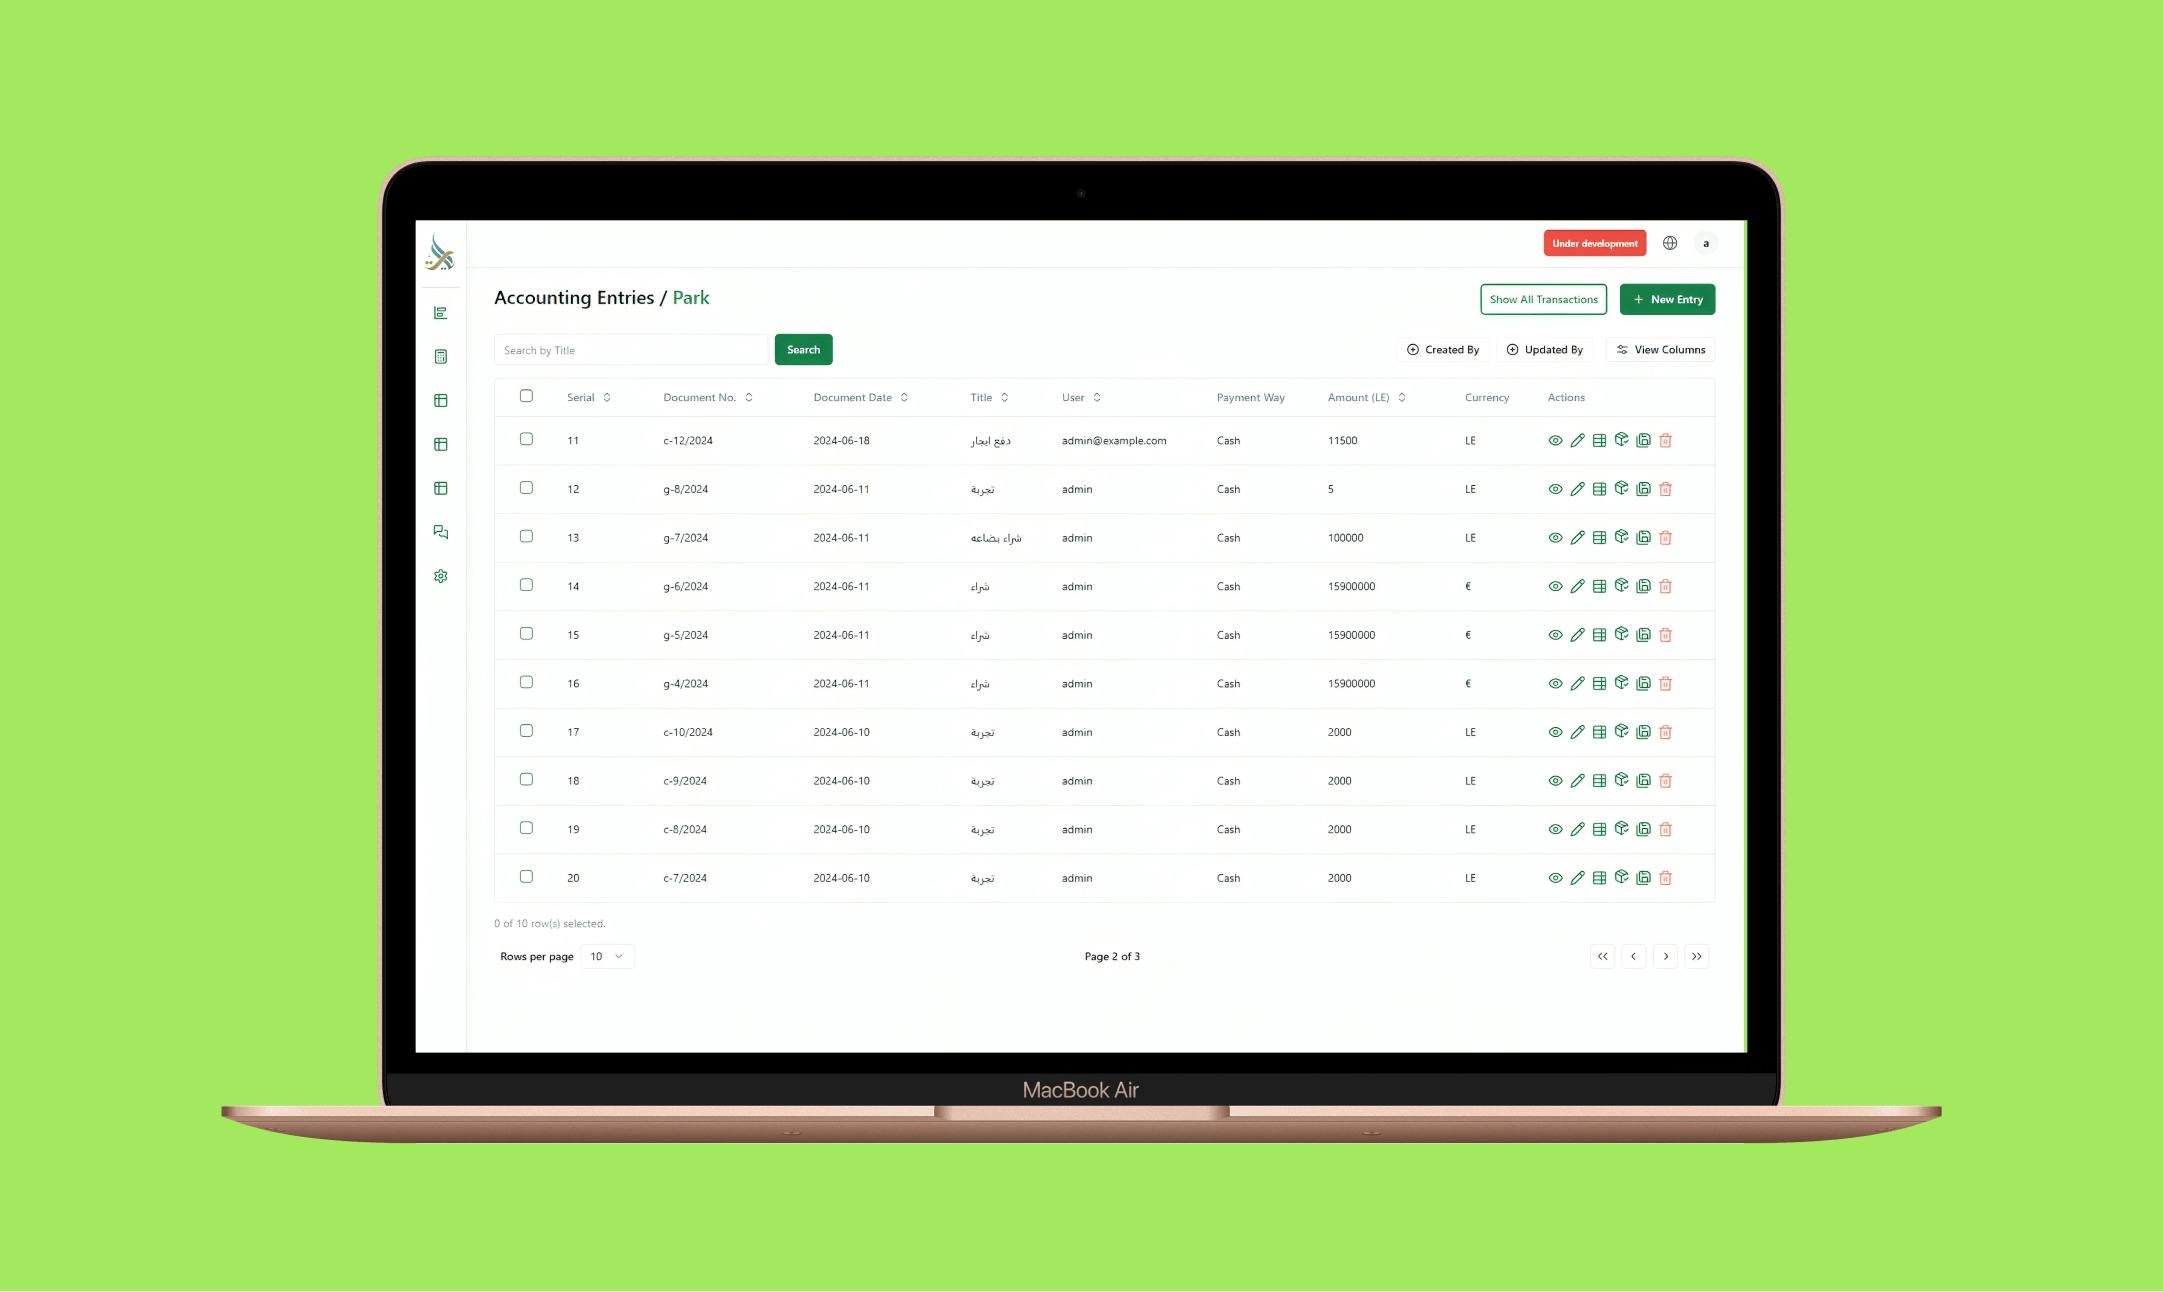 Under development
a
Accounting Entries / Park
Show All Transactions
+ New Entry
Search by Title
Search
Created By
Updated By
View Columns
Serial Document No. Document Date Title User Payment Way Amount (LE) Currency Actions
11 c-12/2024 2024-06-18 دفع ايجار admin@example.com Cash 11500 LE
12 g-8/2024 2024-06-11 تجربة admin Cash 5 LE
13 g-7/2024 2024-06-11 شراء بضاعه admin Cash 100000 LE
14 g-6/2024 2024-06-11 شراء admin Cash 15900000 €
15 g-5/2024 2024-06-11 شراء admin Cash 15900000 €
16 g-4/2024 2024-06-11 شراء admin Cash 15900000 €
17 c-10/2024 2024-06-10 تجربة admin Cash 2000 LE
18 c-9/2024 2024-06-10 تجربة admin Cash 2000 LE
19 c-8/2024 2024-06-10 تجربة admin Cash 2000 LE
20 c-7/2024 2024-06-10 تجربة admin Cash 2000 LE
0 of 10 row(s) selected.
Rows per page 10
Page 2 of 3
MacBook Air